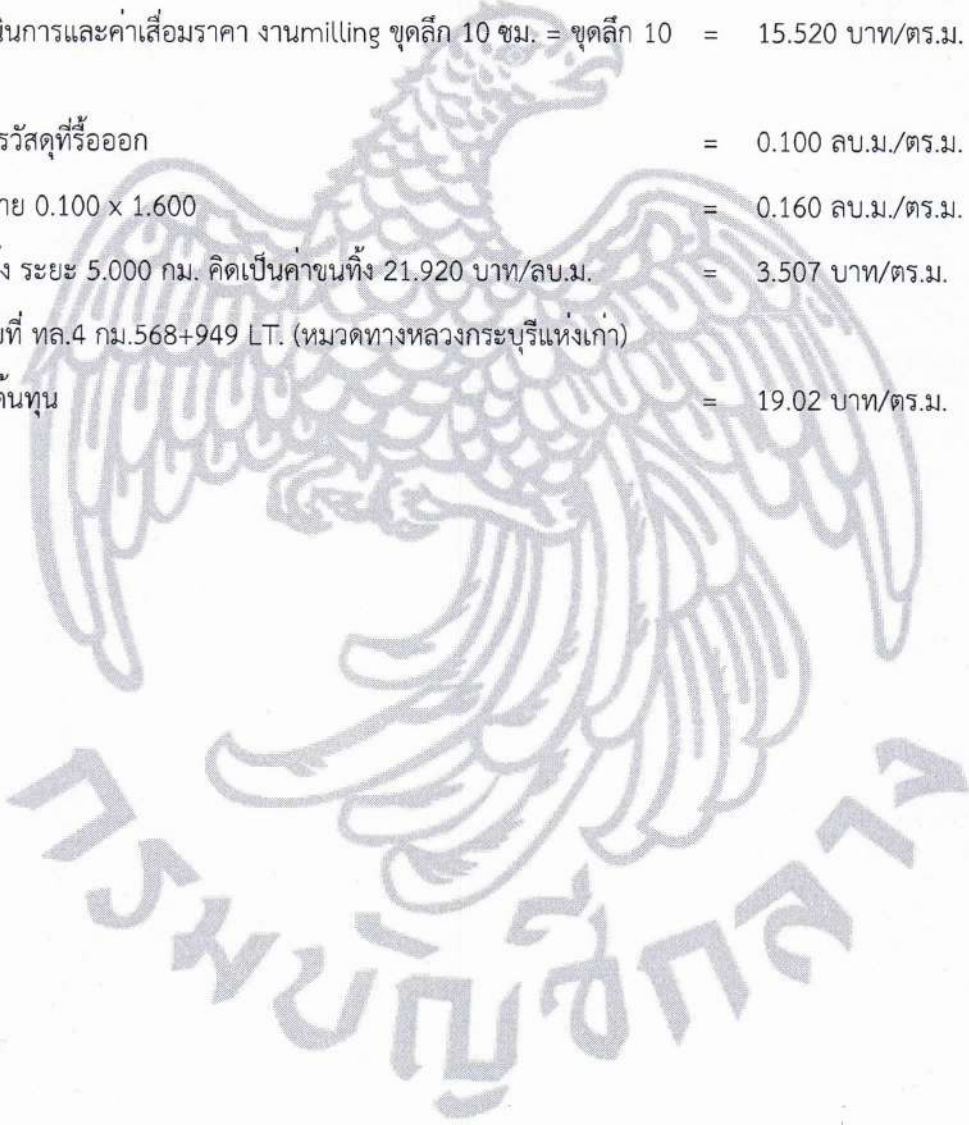 นินการและค่าเสื่อมราคา งานmilling ขุดลึก 10 ซม. = ขุดลึก 10 = 15.520 บาท/ตร.ม.
รวัสดุที่รื้อออก = 0.100 ลบ.ม./ตร.ม.
าย 0.100 x 1.600 = 0.160 ลบ.ม./ตร.ม.
ง ระยะ 5.000 กม. คิดเป็นค่าขนทิ้ง 21.920 บาท/ลบ.ม. = 3.507 บาท/ตร.ม.
ที่ ทล.4 กม.568+949 LT. (หมวดทางหลวงกระบุรีแห่งเก่า)
ต้นทุน = 19.02 บาท/ตร.ม.
กรมบัญชีกลาง